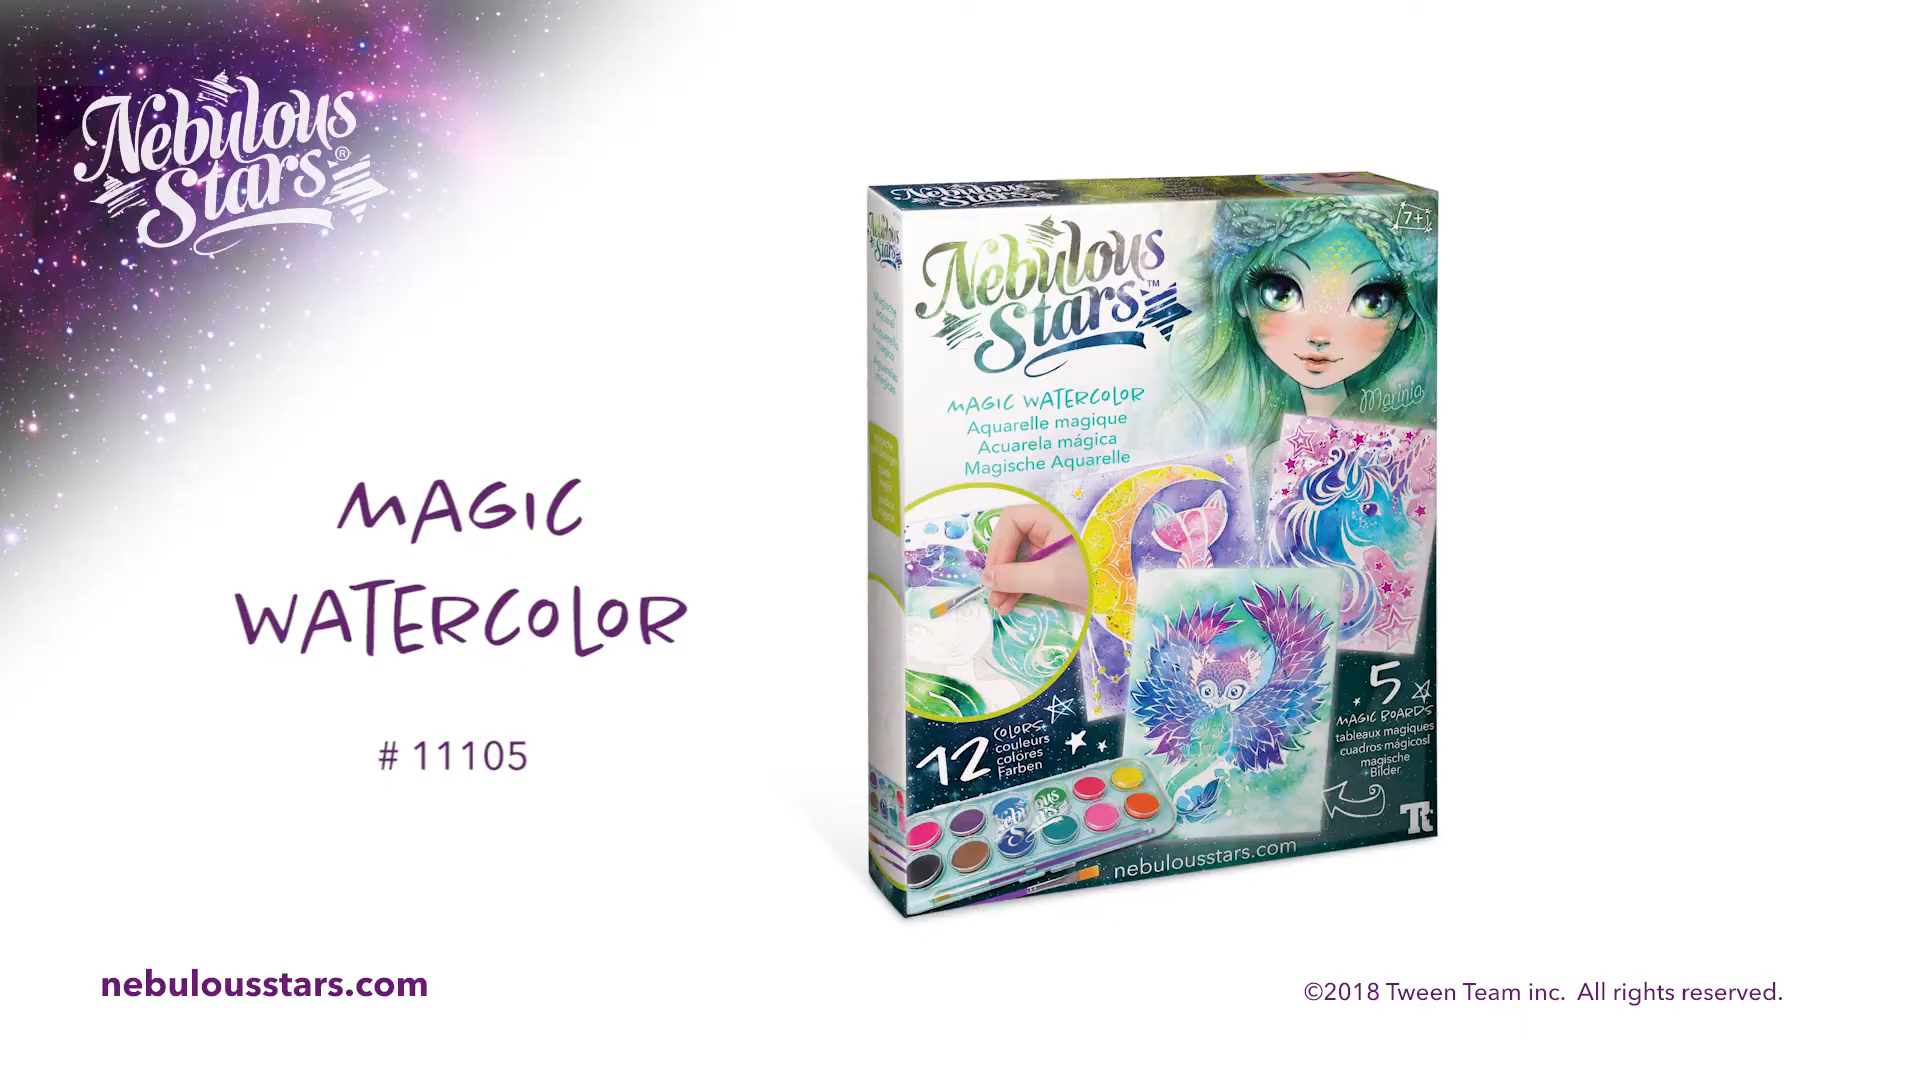 Nebulous
Stars®
MAGIC
WATERCOLOR
# 11105
nebulousstars.com
Nebulous
Stars
Nebulous
Stars™
7+
Marinia
MAGIC WATERCOLOR
Aquarelle magique
Acuarela mágica
Magische Aquarelle
12 COLORS
couleurs
colores
Farben
5
MAGIC BOARDS
tableaux magiques
cuadros mágicos
magische
Bilder
Tt
nebulousstars.com
©2018 Tween Team inc. All rights reserved.